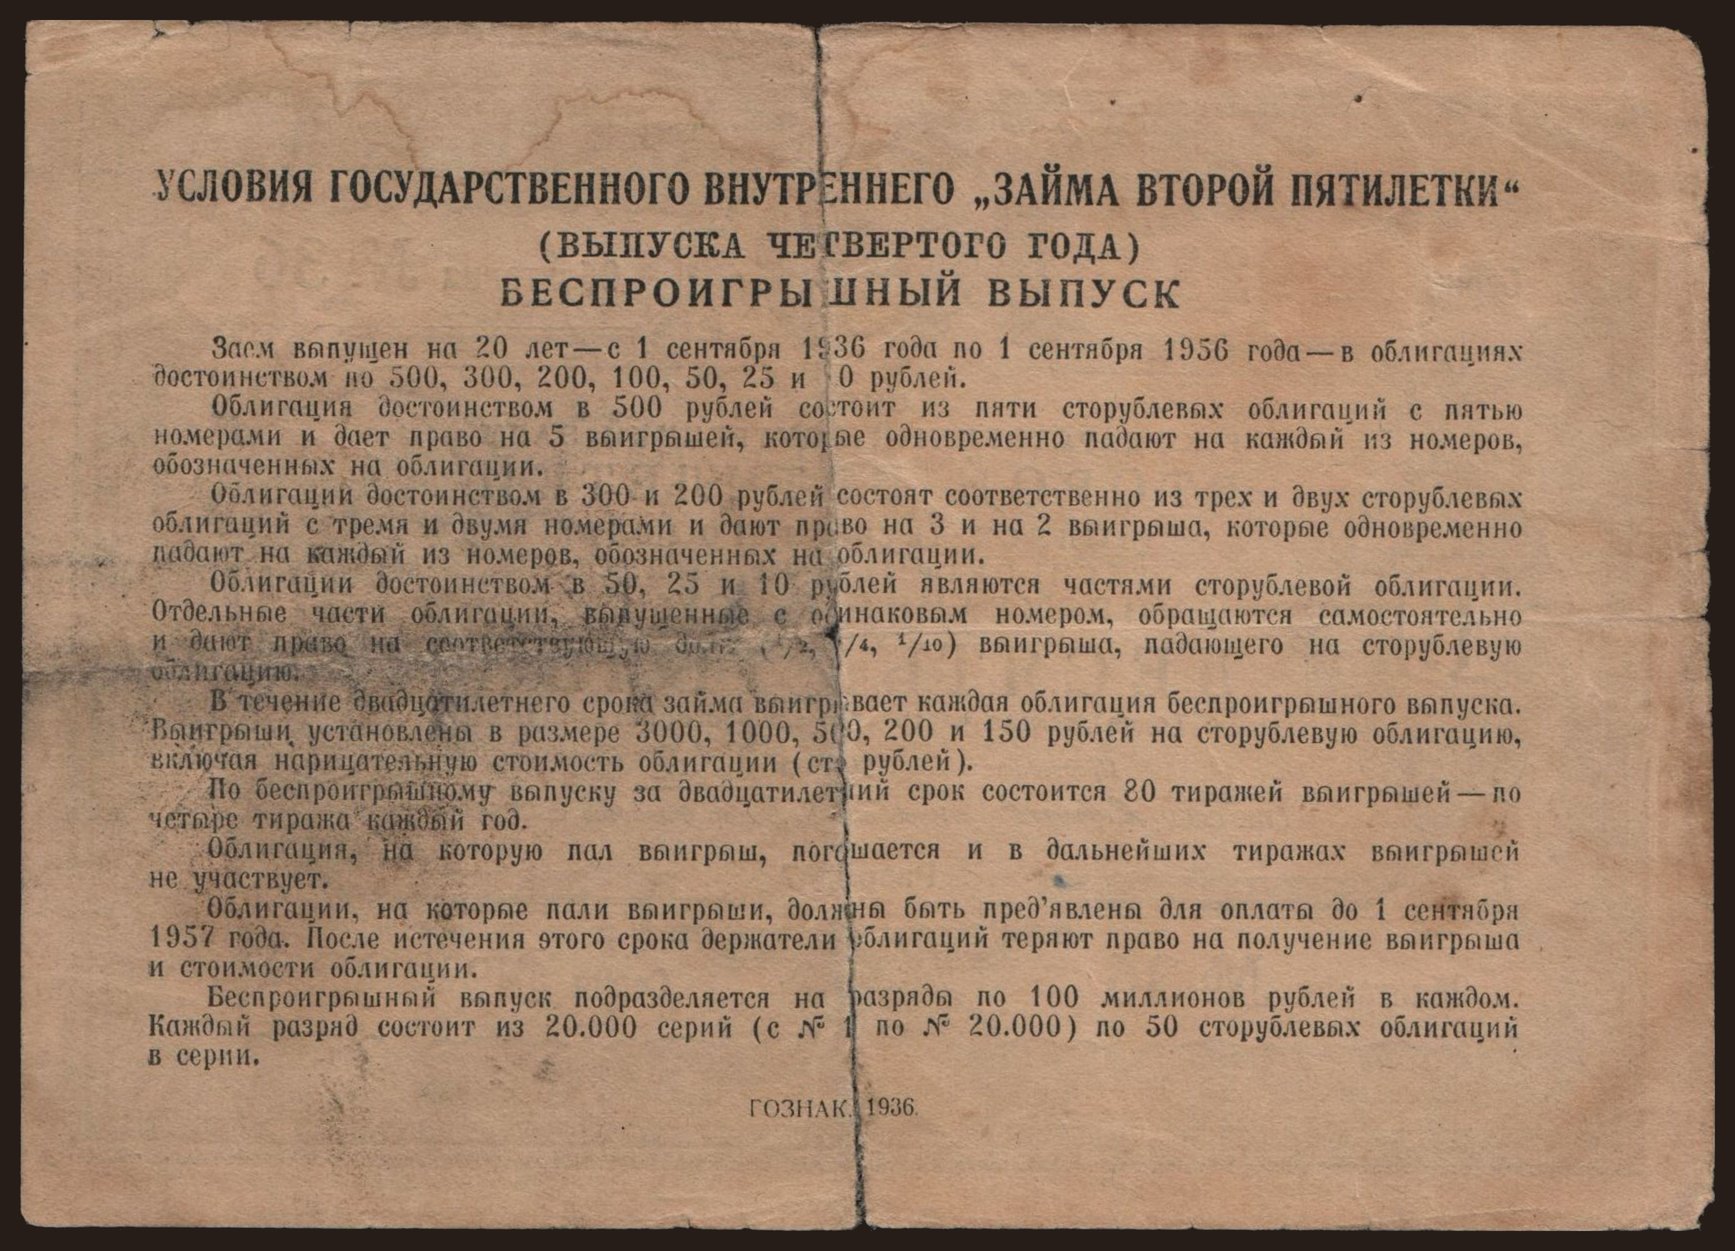 УСЛОВИЯ ГОСУДАРСТВЕННОГО ВНУТРЕННЕГО „ЗАЙМА ВТОРОЙ ПЯТИЛЕТКИ“
(ВЫПУСКА ЧЕТВЕРТОГО ГОДА)
БЕСПРОИГРЫШНЫЙ ВЫПУСК
Заем выпущен на 20 лет—с 1 сентября 1936 года по 1 сентября 1956 года—в облигациях
достоинством по 500, 300, 200, 100, 50, 25 и 10 рублей.
Облигация достоинством в 500 рублей состоит из пяти сторублевых облигаций с пятью
номерами и дает право на 5 выигрышей, которые одновременно падают на каждый из номеров,
обозначенных на облигации.
Облигации достоинством в 300 и 200 рублей состоят соответственно из трех и двух сторублевых
облигаций с тремя и двумя номерами и дают право на 3 и на 2 выигрыша, которые одновременно
падают на каждый из номеров, обозначенных на облигации.
Облигации достоинством в 50, 25 и 10 рублей являются частями сторублевой облигации.
Отдельные части облигации, выпущенные с одинаковым номером, обращаются самостоятельно
и дают право на соответствующую долю (1/2, 1/4, 1/10) выигрыша, падающего на сторублевую
облигацию.
В течение двадцатилетнего срока займа выигрывает каждая облигация беспроигрышного выпуска.
Выигрыши установлены в размере 3000, 1000, 500, 200 и 150 рублей на сторублевую облигацию,
включая нарицательную стоимость облигации (сто рублей).
По беспроигрышному выпуску за двадцатилетний срок состоится 80 тиражей выигрышей—по
четыре тиража каждый год.
Облигация, на которую пал выигрыш, погашается и в дальнейших тиражах выигрышей
не участвует.
Облигации, на которые пали выигрыши, должны быть пред’явлены для оплаты до 1 сентября
1957 года. После истечения этого срока держатели облигаций теряют право на получение выигрыша
и стоимости облигации.
Беспроигрышный выпуск подразделяется на разряды по 100 миллионов рублей в каждом.
Каждый разряд состоит из 20.000 серий (с № 1 по № 20.000) по 50 сторублевых облигаций
в серии.
ГОЗНАК. 1936.